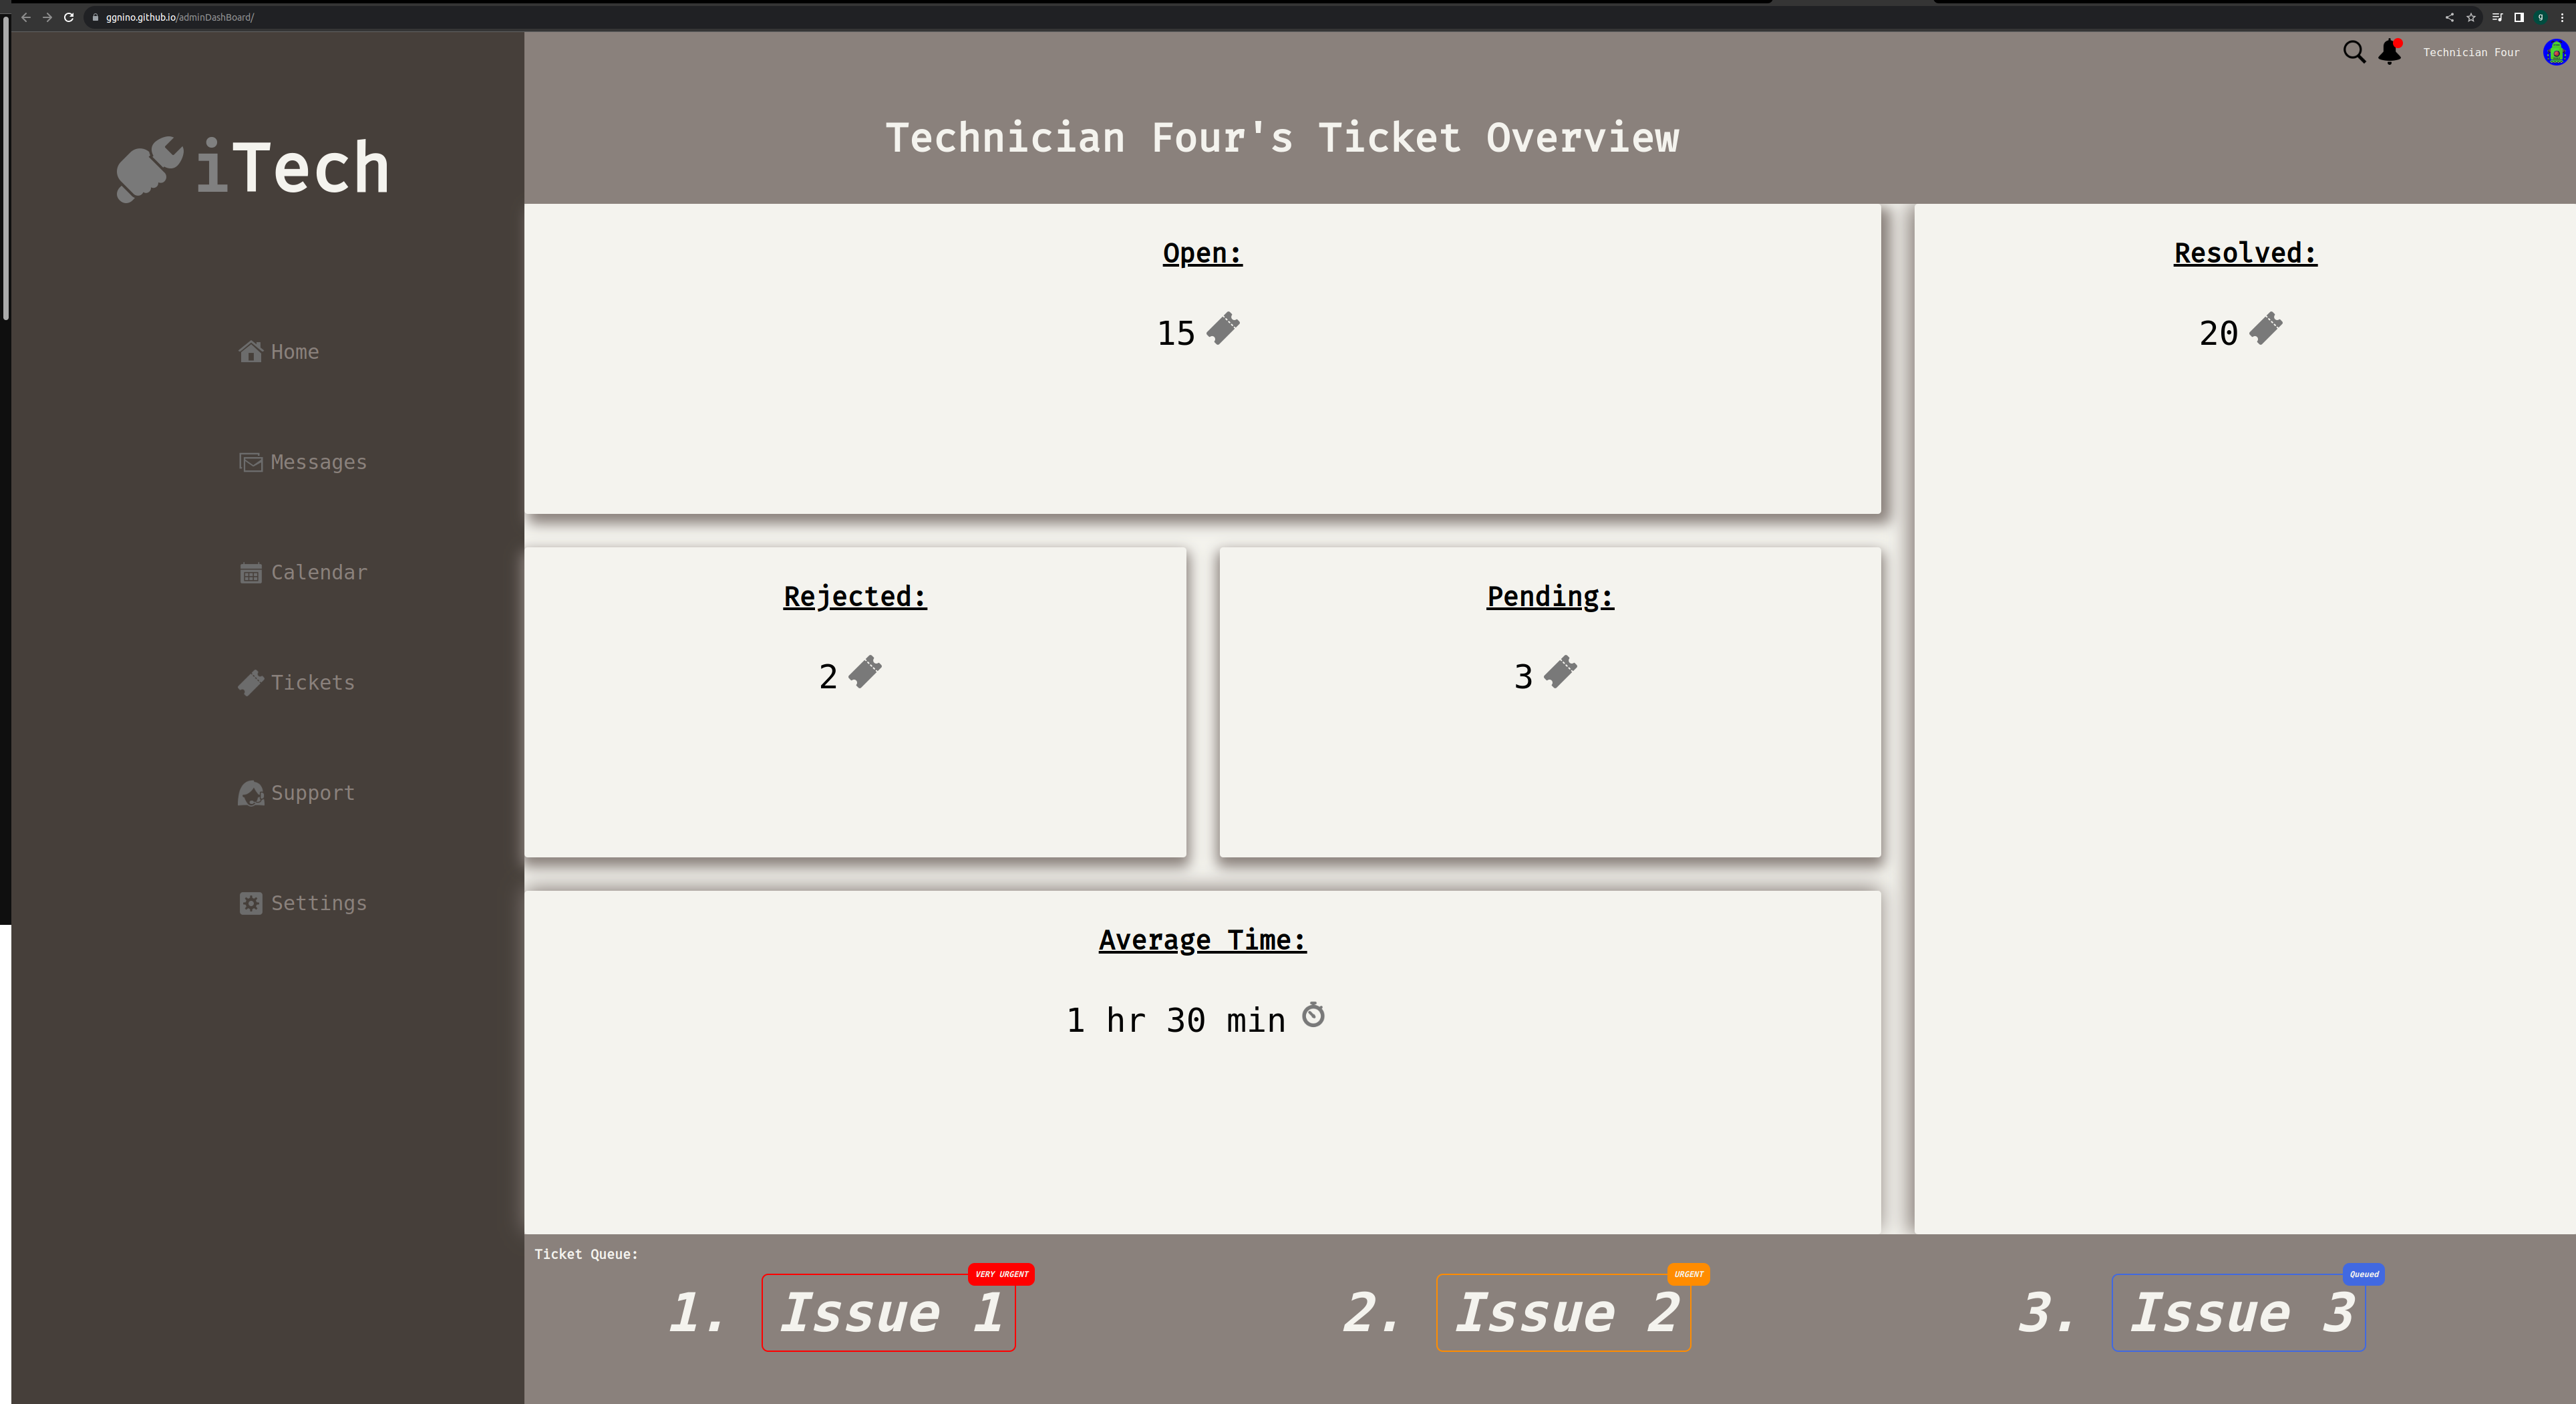 ggnino.github.io/adminDashBoard/
g
Technician Four
iTech
Technician Four's Ticket Overview
Home
Messages
Calendar
Tickets
Support
Settings
Open:
15
Resolved:
20
Rejected:
2
Pending:
3
Average Time:
1 hr 30 min
Ticket Queue:
VERY URGENT
1. Issue 1
URGENT
2. Issue 2
Queued
3. Issue 3